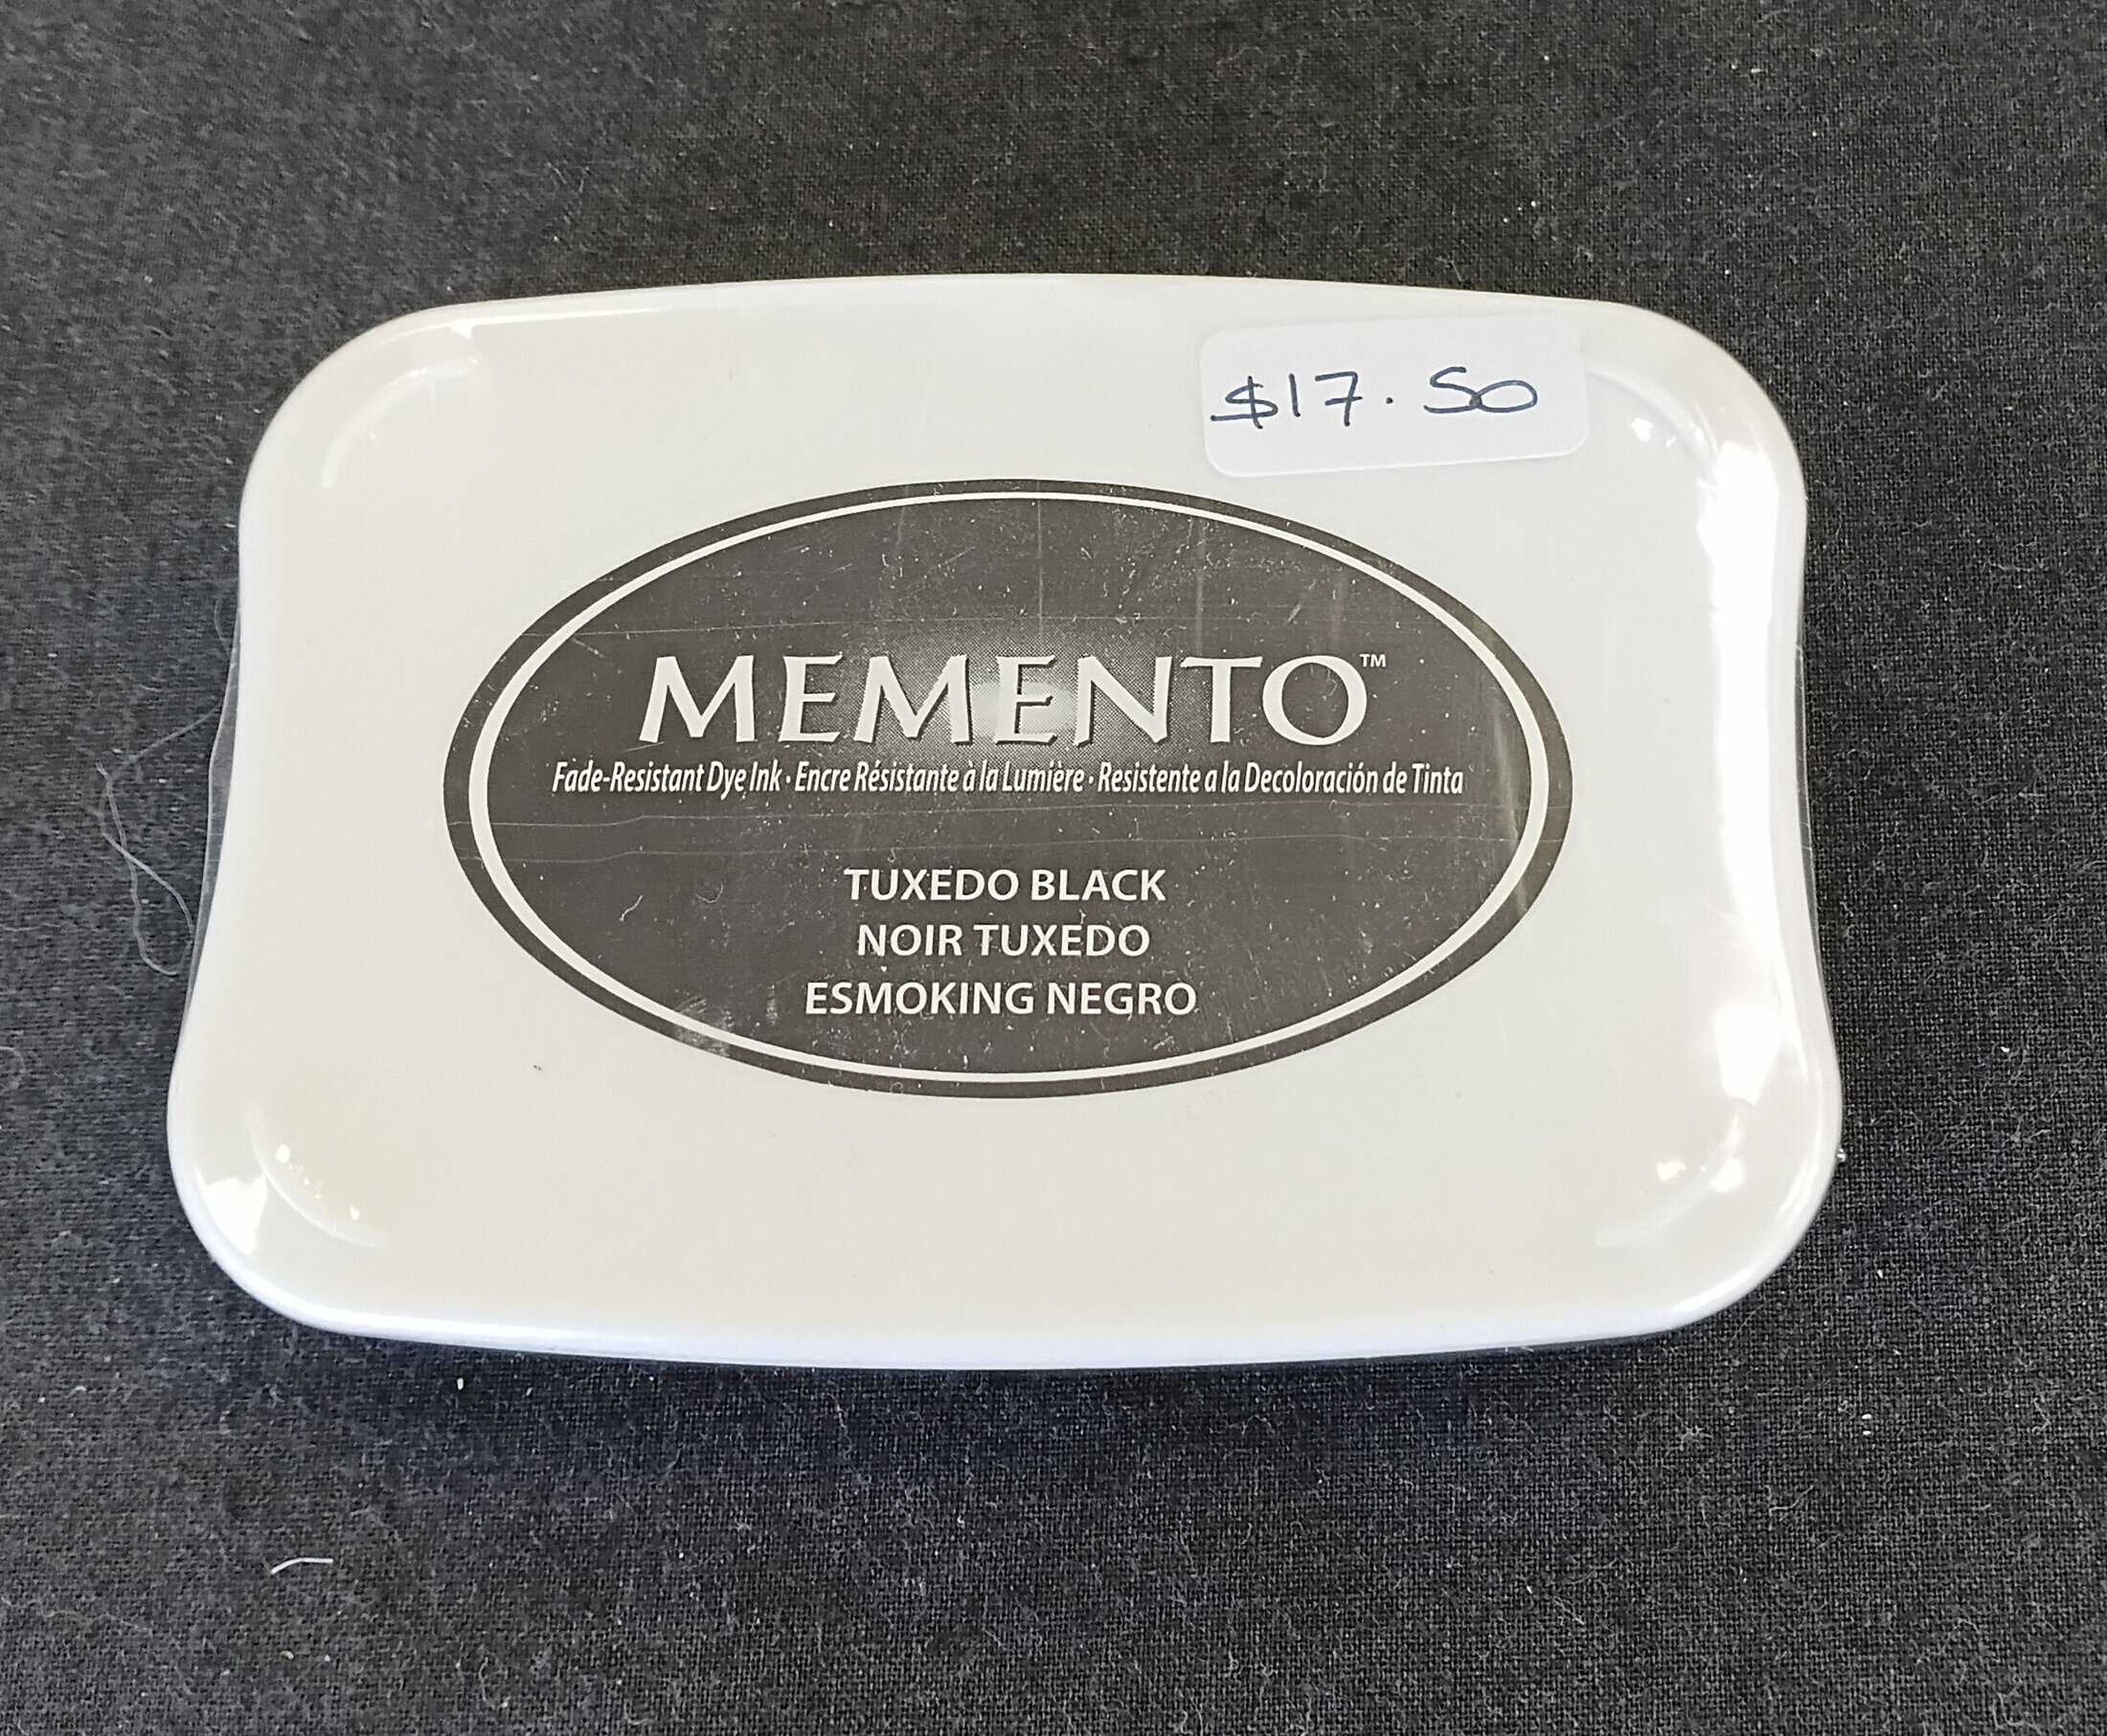 $17.50
MEMENTO™
Fade-Resistant Dye Ink · Encre Résistante à la Lumière · Resistente a la Decoloración de Tinta
TUXEDO BLACK
NOIR TUXEDO
ESMOKING NEGRO